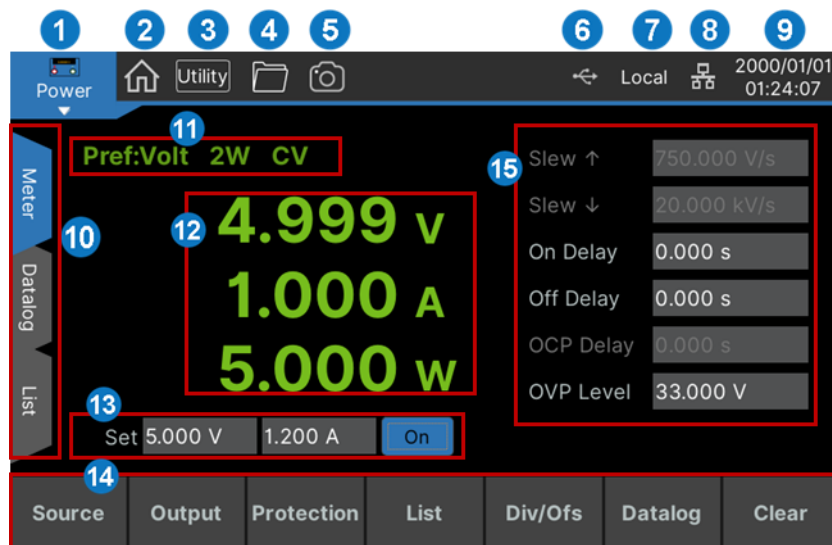 1 2 3 4 5 6 7 8 9
Power Utility Local 2000/01/01
01:24:07
11
Pref:Volt 2W CV
Meter
10
Datalog
List
12
4.999 V
1.000 A
5.000 W
13
Set 5.000 V 1.200 A On
15
Slew ↑ 750.000 V/s
Slew ↓ 20.000 kV/s
On Delay 0.000 s
Off Delay 0.000 s
OCP Delay 0.000 s
OVP Level 33.000 V
14
Source Output Protection List Div/Ofs Datalog Clear